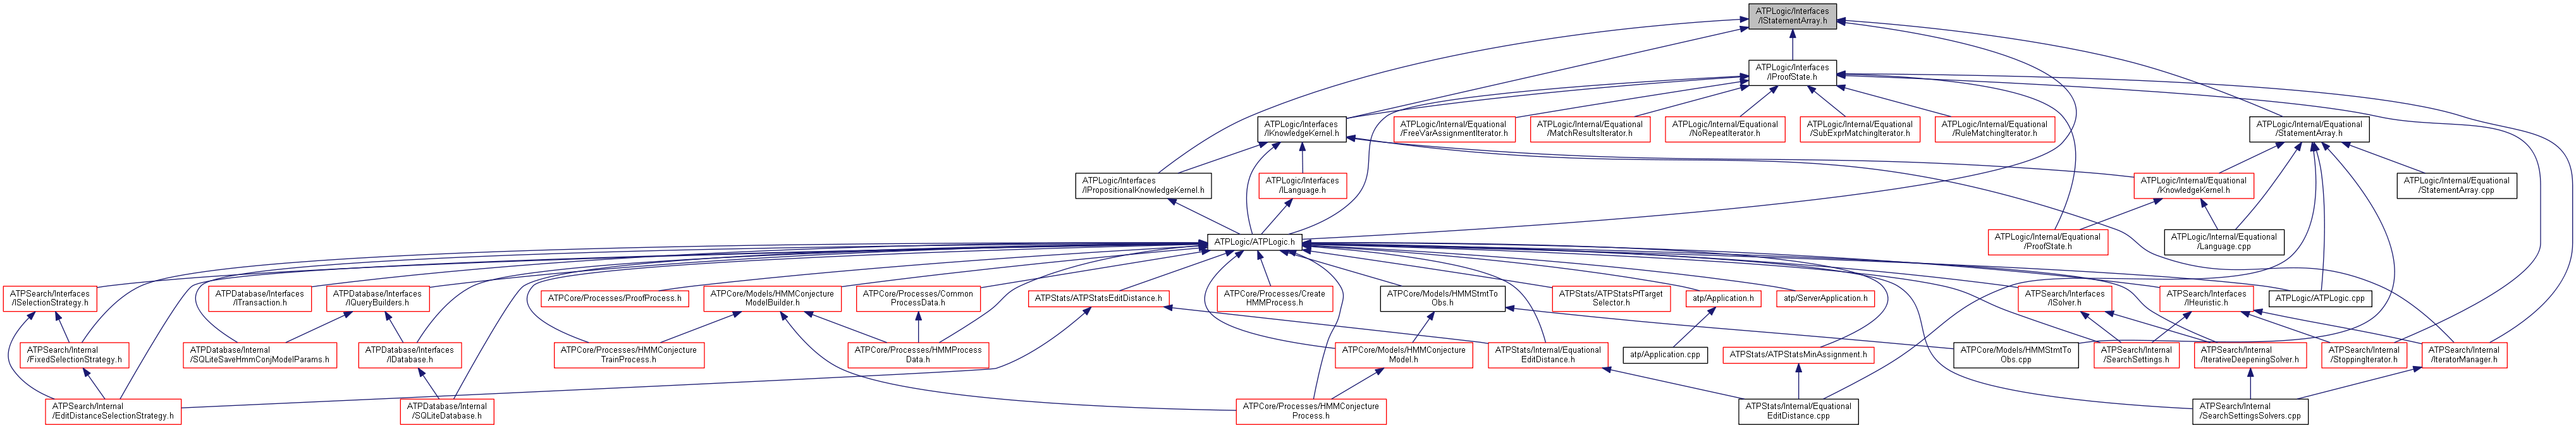 ATPLogic/Interfaces
/IStatementArray.h
ATPLogic/Interfaces
/IProofState.h
ATPLogic/Interfaces
/IKnowledgeKernel.h
ATPLogic/Internal/Equational
/FreeVarAssignmentIterator.h
ATPLogic/Internal/Equational
/MatchResultsIterator.h
ATPLogic/Internal/Equational
/NoRepeatIterator.h
ATPLogic/Internal/Equational
/SubExprMatchingIterator.h
ATPLogic/Internal/Equational
/RuleMatchingIterator.h
ATPLogic/Internal/Equational
/StatementArray.h
ATPLogic/Interfaces
/IPropositionalKnowledgeKernel.h
ATPLogic/Interfaces
/ILanguage.h
ATPLogic/Internal/Equational
/KnowledgeKernel.h
ATPLogic/Internal/Equational
/StatementArray.cpp
ATPLogic/ATPLogic.h
ATPLogic/Internal/Equational
/ProofState.h
ATPLogic/Internal/Equational
/Language.cpp
ATPSearch/Interfaces
/ISelectionStrategy.h
ATPDatabase/Interfaces
/ITransaction.h
ATPDatabase/Interfaces
/IQueryBuilders.h
ATPCore/Processes/ProofProcess.h
ATPCore/Models/HMMConjecture
ModelBuilder.h
ATPCore/Processes/Common
ProcessData.h
ATPStats/ATPStatsEditDistance.h
ATPCore/Processes/Create
HMMProcess.h
ATPCore/Models/HMMStmtTo
Obs.h
ATPStats/ATPStatsPfTarget
Selector.h
atp/Application.h
atp/ServerApplication.h
ATPSearch/Interfaces
/ISolver.h
ATPSearch/Interfaces
/IHeuristic.h
ATPLogic/ATPLogic.cpp
ATPSearch/Internal
/FixedSelectionStrategy.h
ATPDatabase/Internal
/SQLiteSaveHmmConjModelParams.h
ATPDatabase/Interfaces
/IDatabase.h
ATPCore/Processes/HMMConjecture
TrainProcess.h
ATPCore/Processes/HMMProcess
Data.h
ATPCore/Models/HMMConjecture
Model.h
ATPStats/Internal/Equational
EditDistance.h
atp/Application.cpp
ATPStats/ATPStatsMinAssignment.h
ATPCore/Models/HMMStmtTo
Obs.cpp
ATPSearch/Internal
/SearchSettings.h
ATPSearch/Internal
/IterativeDeepeningSolver.h
ATPSearch/Internal
/StoppingIterator.h
ATPSearch/Internal
/IteratorManager.h
ATPSearch/Internal
/EditDistanceSelectionStrategy.h
ATPDatabase/Internal
/SQLiteDatabase.h
ATPCore/Processes/HMMConjecture
Process.h
ATPStats/Internal/Equational
EditDistance.cpp
ATPSearch/Internal
/SearchSettingsSolvers.cpp